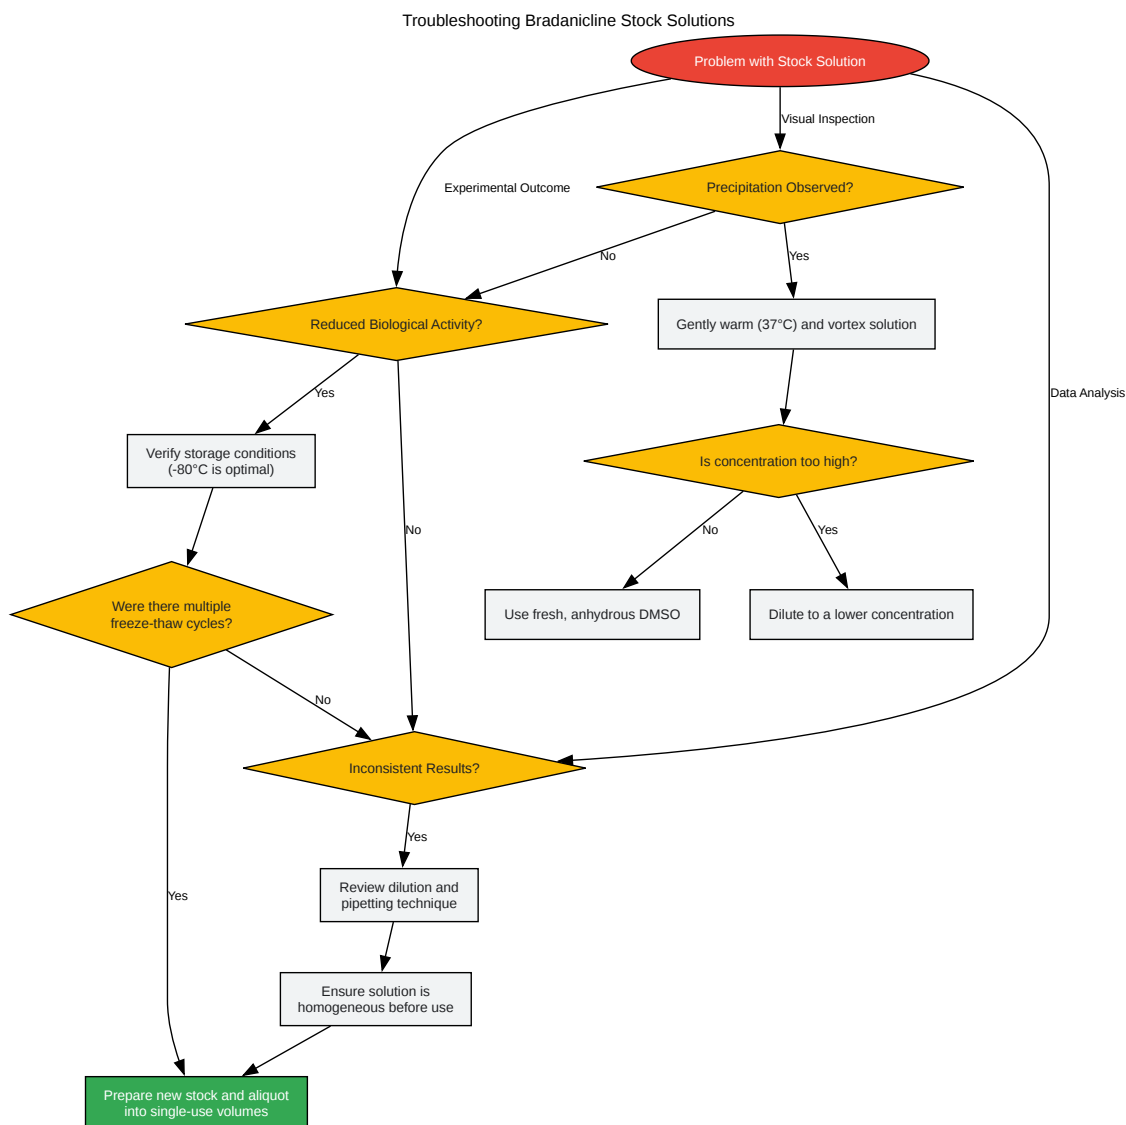 Troubleshooting Bradanicline Stock Solutions
Problem with Stock Solution
Visual Inspection
Experimental Outcome
Precipitation Observed?
No
Yes
Reduced Biological Activity?
Gently warm (37°C) and vortex solution
Yes
Data Analysis
Verify storage conditions
(-80°C is optimal)
Is concentration too high?
No
No
Yes
Were there multiple
freeze-thaw cycles?
Use fresh, anhydrous DMSO
Dilute to a lower concentration
No
Inconsistent Results?
Yes
Review dilution and
pipetting technique
Yes
Ensure solution is
homogeneous before use
Prepare new stock and aliquot
into single-use volumes